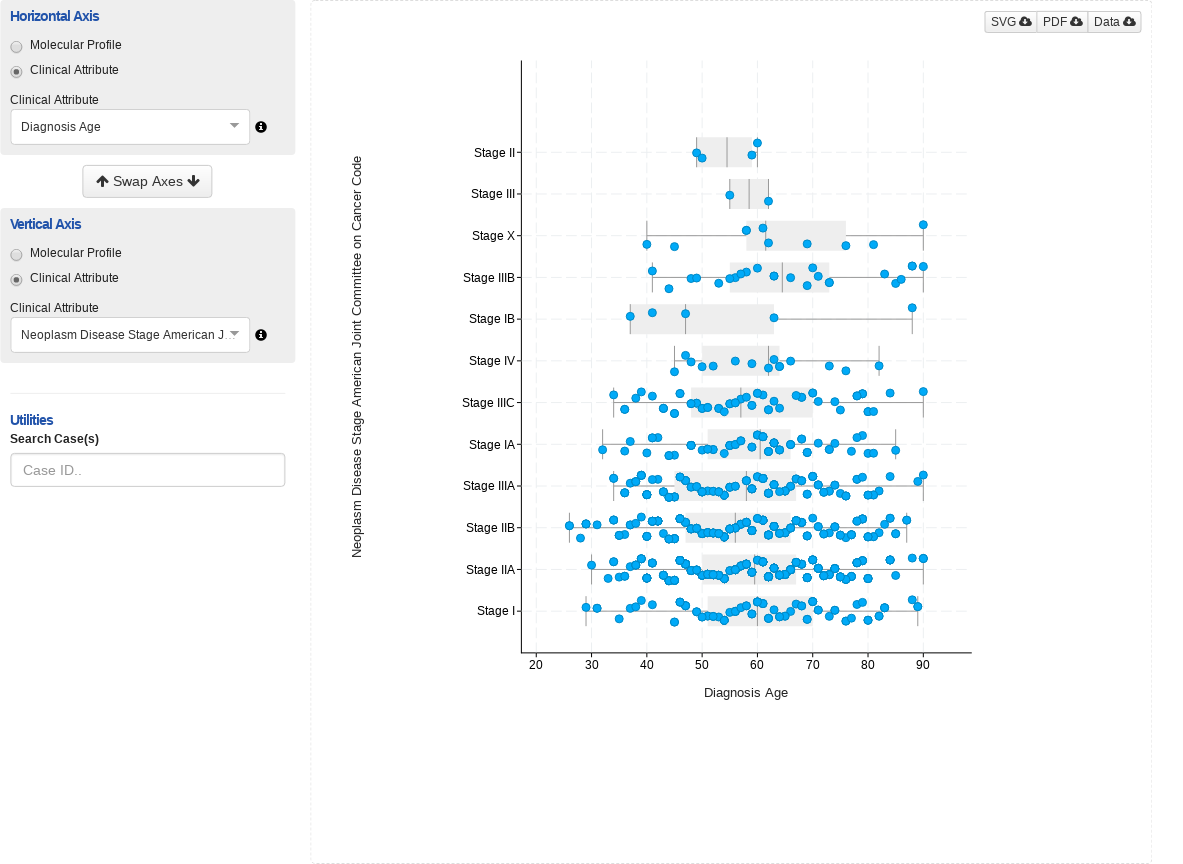 Horizontal Axis
Molecular Profile
Clinical Attribute
Clinical Attribute
Diagnosis Age
Swap Axes
Vertical Axis
Molecular Profile
Clinical Attribute
Clinical Attribute
Neoplasm Disease Stage American J...
Utilities
Search Case(s)
Case ID..
SVG PDF Data
Neoplasm Disease Stage American Joint Committee on Cancer Code
Stage II
Stage III
Stage X
Stage IIIB
Stage IB
Stage IV
Stage IIIC
Stage IA
Stage IIIA
Stage IIB
Stage IIA
Stage I
20 30 40 50 60 70 80 90
Diagnosis Age